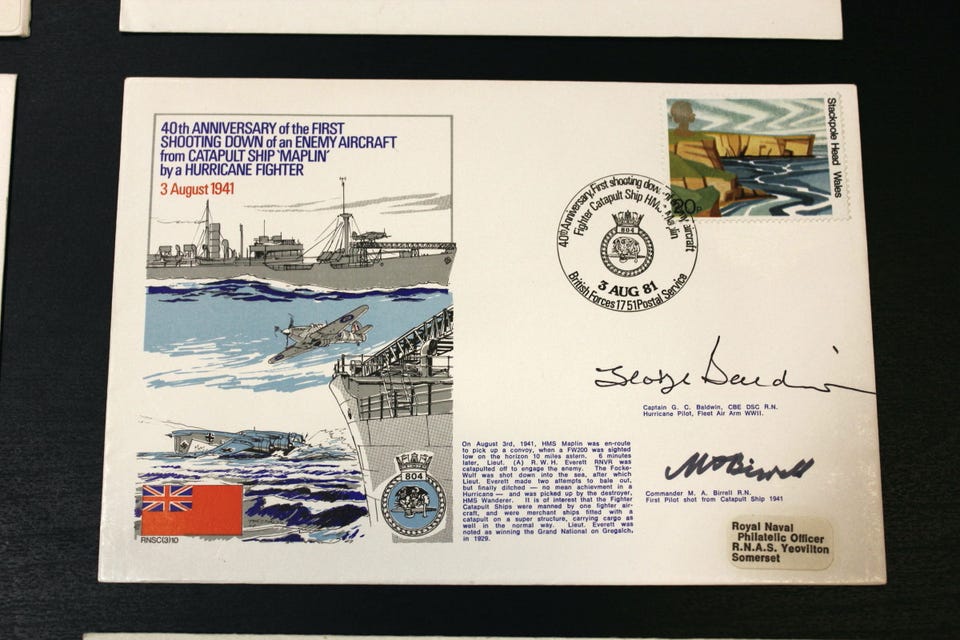 40th ANNIVERSARY of the FIRST
SHOOTING DOWN of an ENEMY AIRCRAFT
from CATAPULT SHIP 'MAPLIN'
by a HURRICANE FIGHTER
3 August 1941
Stackpole Head Wales
20p
40th Anniversary, First shooting down enemy aircraft
Fighter Catapult Ship HMS Maplin
804
3 AUG 81
British Forces 1751 Postal Service
George Baldwin
Captain G. C. Baldwin, CBE DSC R.N.
Hurricane Pilot, Fleet Air Arm WWII.
On August 3rd, 1941, HMS Maplin was en-route
to pick up a convoy, when a FW200 was sighted
low on the horizon 10 miles astern. 6 minutes
later, Lieut. (A) R.W.H. Everett RNVR was
catapulted off to engage the enemy. The Focke-
Wulf was shot down into the sea, after which
Lieut. Everett made two attempts to bale out,
but finally ditched — no mean achievment in a
Hurricane — and was picked up by the destroyer,
HMS Wanderer. It is of interest that the Fighter
Catapult Ships were manned by one fighter air-
craft, and were merchant ships fitted with a
catapult on a super structure, carrying cargo as
well in the normal way. Lieut. Everett was
noted as winning the Grand National on Gregalch,
in 1929.
M A Birrell
Commander M. A. Birrell R.N.
First Pilot shot from Catapult Ship 1941
804
RNSC(3)10
Royal Naval
Philatelic Officer
R.N.A.S. Yeovilton
Somerset